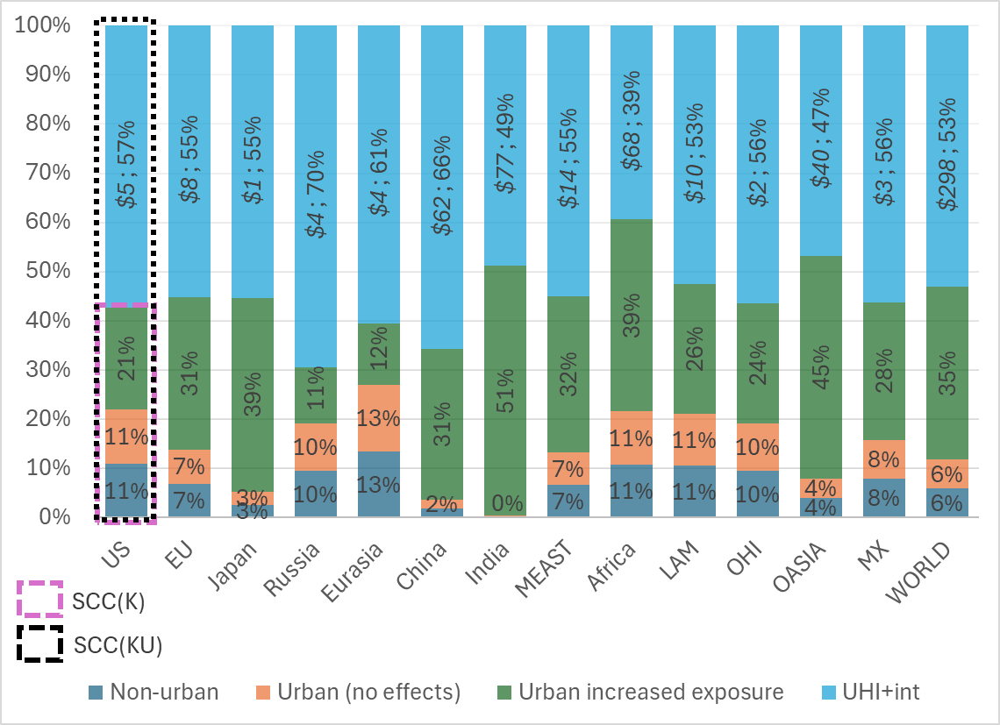 100%
90%
80%
70%
60%
50%
40%
30%
20%
10%
0%
$5 ; 57%
$8 ; 55%
$1 ; 55%
$4 ; 70%
$4 ; 61%
$62 ; 66%
$77 ; 49%
$14 ; 55%
$68 ; 39%
$10 ; 53%
$2 ; 56%
$40 ; 47%
$3 ; 56%
$298 ; 53%
21%
31%
39%
11%
12%
31%
51%
32%
39%
26%
24%
45%
28%
35%
11%
7%
3%
10%
13%
2%
0%
7%
11%
11%
10%
4%
8%
6%
11%
7%
3%
10%
13%
7%
11%
11%
10%
4%
8%
6%
US
EU
Japan
Russia
Eurasia
China
India
MEAST
Africa
LAM
OHI
OASIA
MX
WORLD
SCC(K)
SCC(KU)
Non-urban
Urban (no effects)
Urban increased exposure
UHI+int